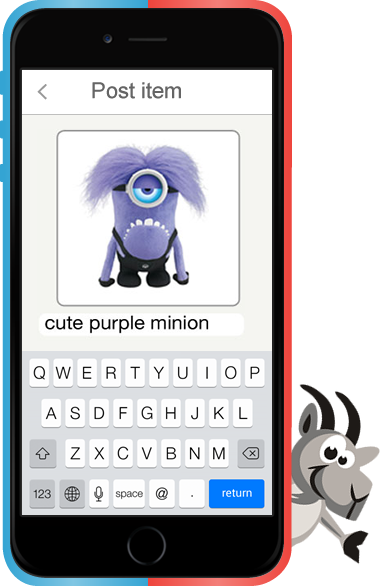 Post item
cute purple minion
Q W E R T Y U I O P
A S D F G H J K L
Z X C V B N M
123 space @ . return